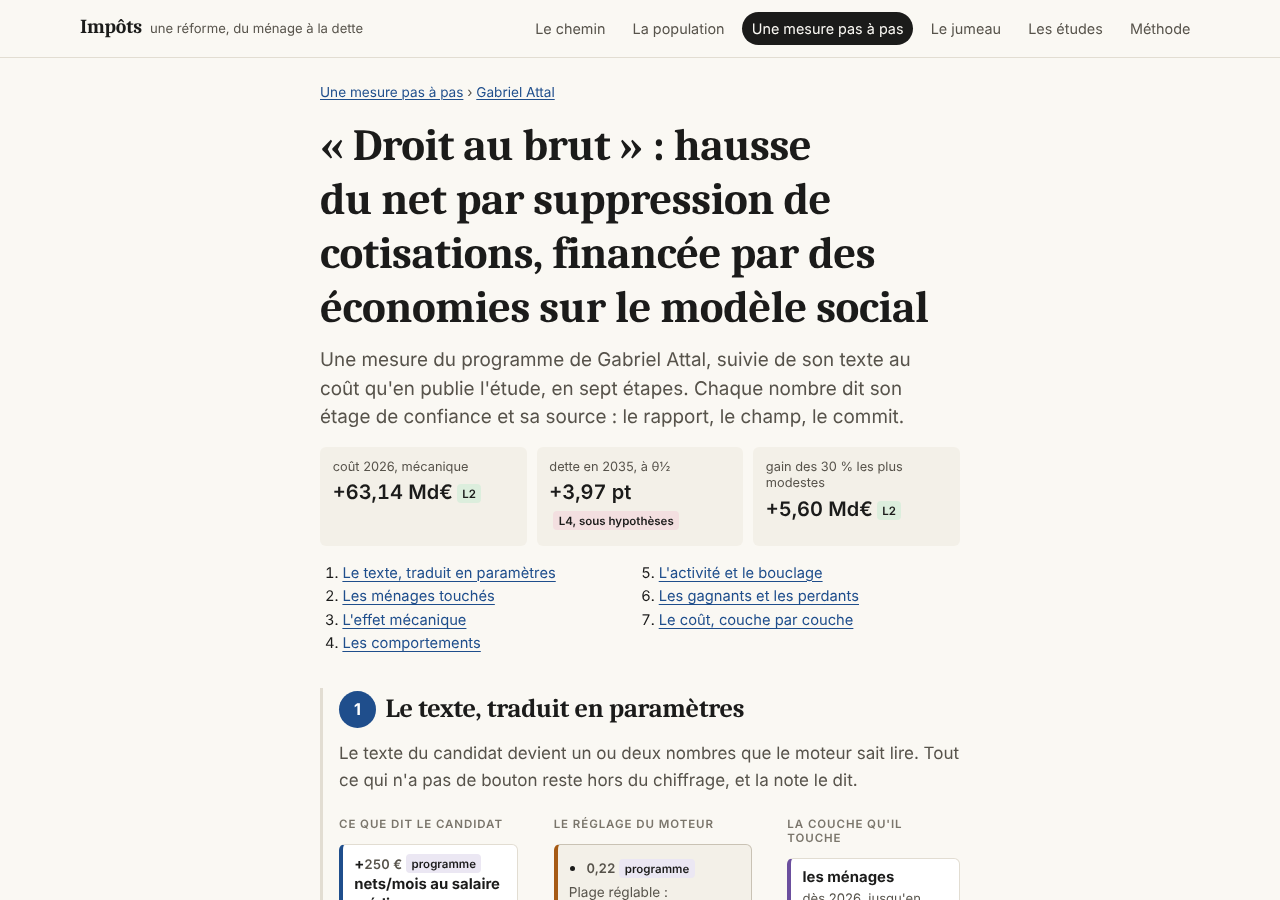 Impôts une réforme, du ménage à la dette
Le chemin
La population
Une mesure pas à pas
Le jumeau
Les études
Méthode
Une mesure pas à pas › Gabriel Attal
« Droit au brut » : hausse
du net par suppression de
cotisations, financée par des
économies sur le modèle social
Une mesure du programme de Gabriel Attal, suivie de son texte au
coût qu'en publie l'étude, en sept étapes. Chaque nombre dit son
étage de confiance et sa source : le rapport, le champ, le commit.
coût 2026, mécanique
+63,14 Md€ L2
dette en 2035, à θ½
+3,97 pt
L4, sous hypothèses
gain des 30 % les plus
modestes
+5,60 Md€ L2
1. Le texte, traduit en paramètres
2. Les ménages touchés
3. L'effet mécanique
4. Les comportements
5. L'activité et le bouclage
6. Les gagnants et les perdants
7. Le coût, couche par couche
1 Le texte, traduit en paramètres
Le texte du candidat devient un ou deux nombres que le moteur sait lire. Tout
ce qui n'a pas de bouton reste hors du chiffrage, et la note le dit.
CE QUE DIT LE CANDIDAT
+250 € programme
nets/mois au salaire
LE RÉGLAGE DU MOTEUR
• 0,22 programme
Plage réglable :
LA COUCHE QU'IL
TOUCHE
les ménages
dès 2026, jusqu'en